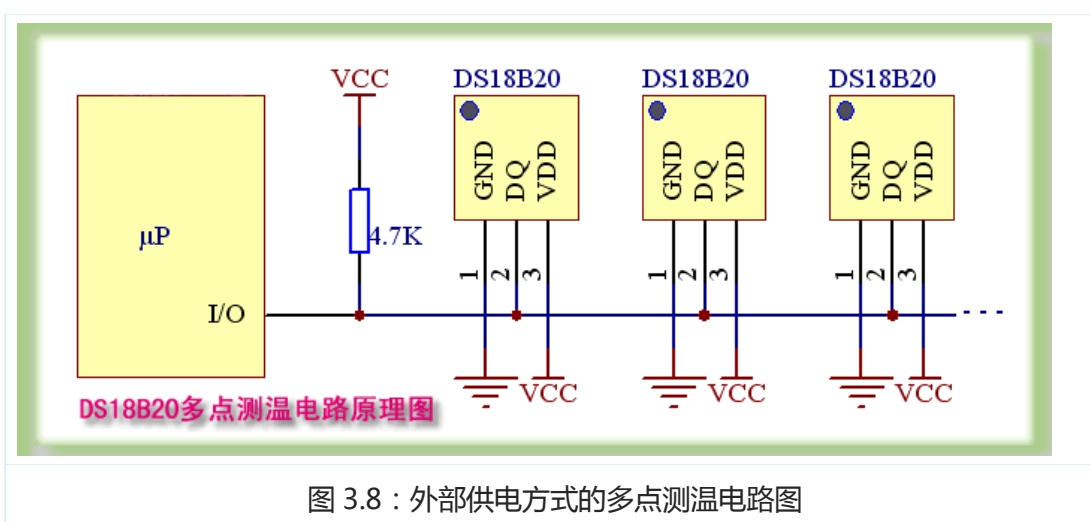 VCC
DS18B20
DS18B20
DS18B20
GND
DQ
VDD
GND
DQ
VDD
GND
DQ
VDD
μP
4.7K
1
2
3
1
2
3
1
2
3
I/O
VCC
VCC
VCC
DS18B20多点测温电路原理图
图 3.8：外部供电方式的多点测温电路图